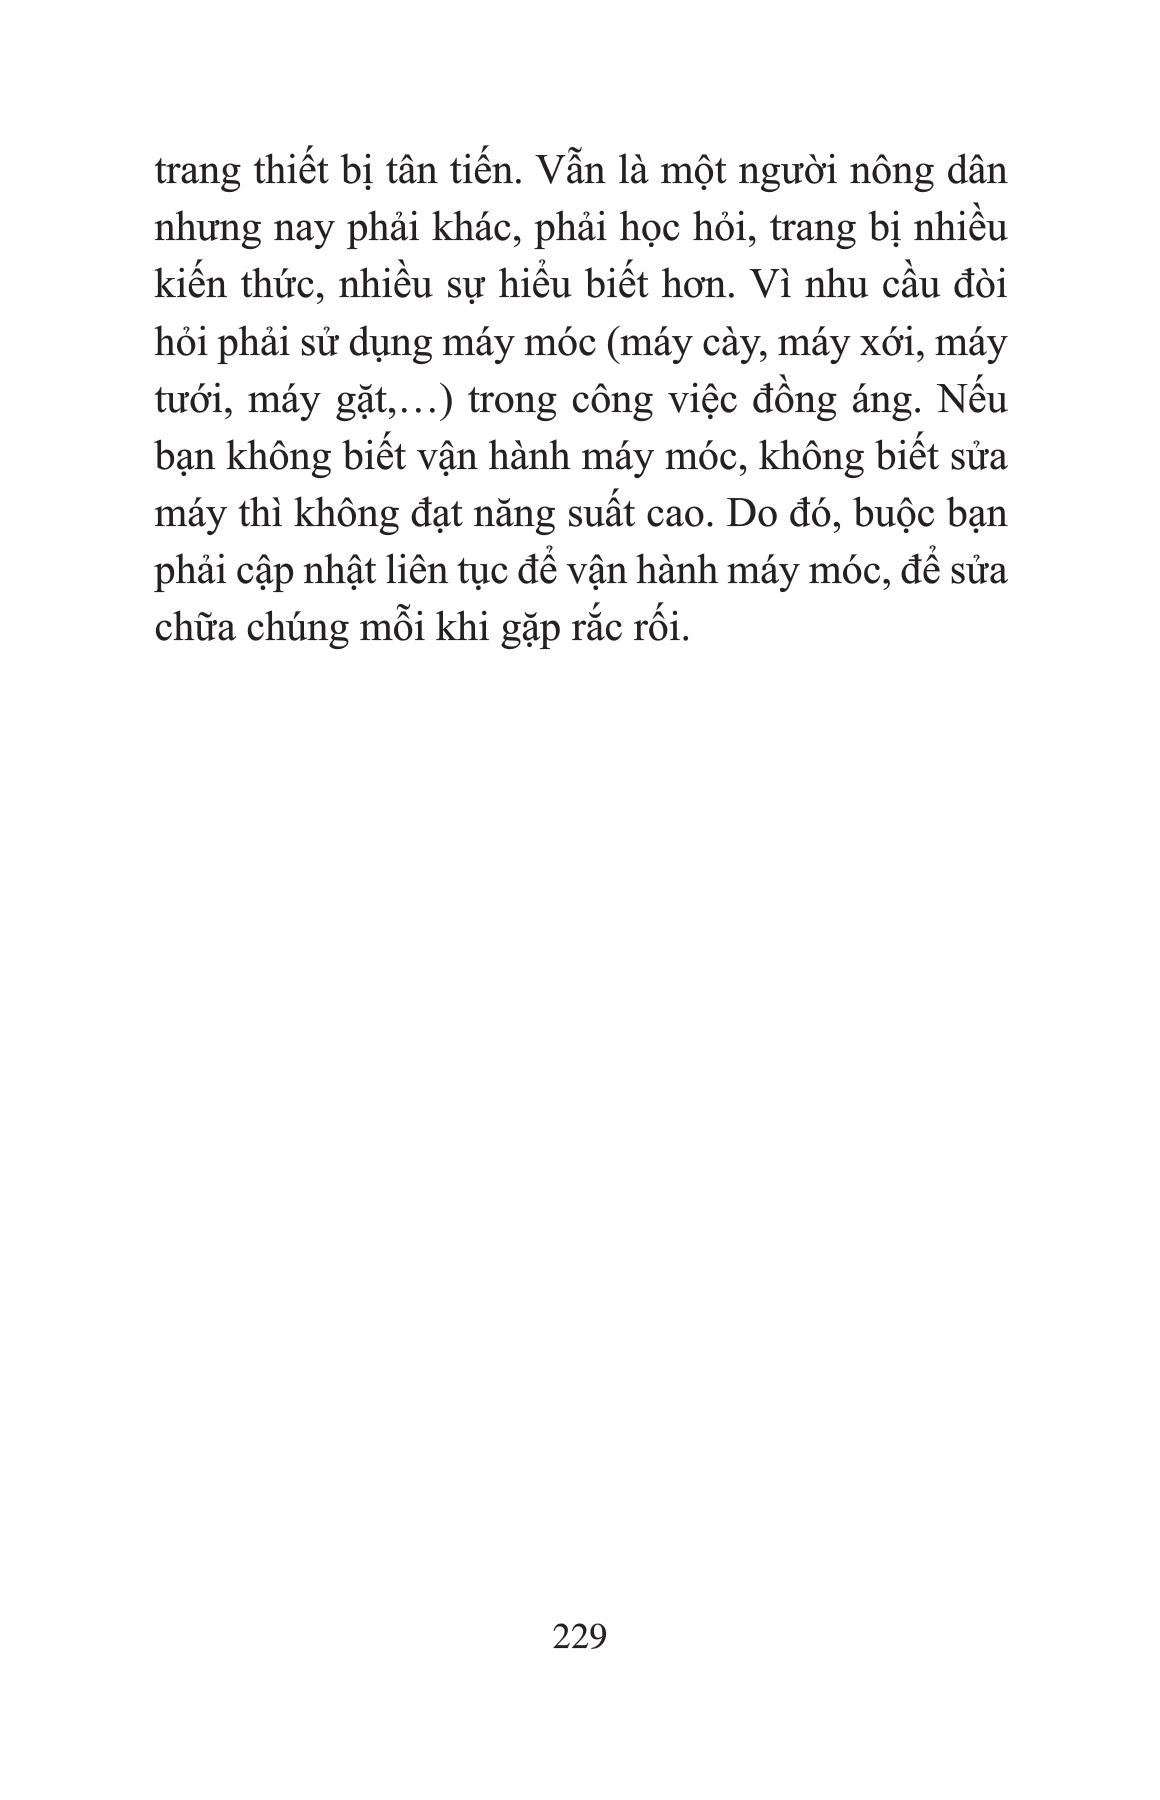 trang thiết bị tân tiến. Vẫn là một người nông dân
nhưng nay phải khác, phải học hỏi, trang bị nhiều
kiến thức, nhiều sự hiểu biết hơn. Vì nhu cầu đòi
hỏi phải sử dụng máy móc (máy cày, máy xới, máy
tưới, máy gặt,…) trong công việc đồng áng. Nếu
bạn không biết vận hành máy móc, không biết sửa
máy thì không đạt năng suất cao. Do đó, buộc bạn
phải cập nhật liên tục để vận hành máy móc, để sửa
chữa chúng mỗi khi gặp rắc rối.
229